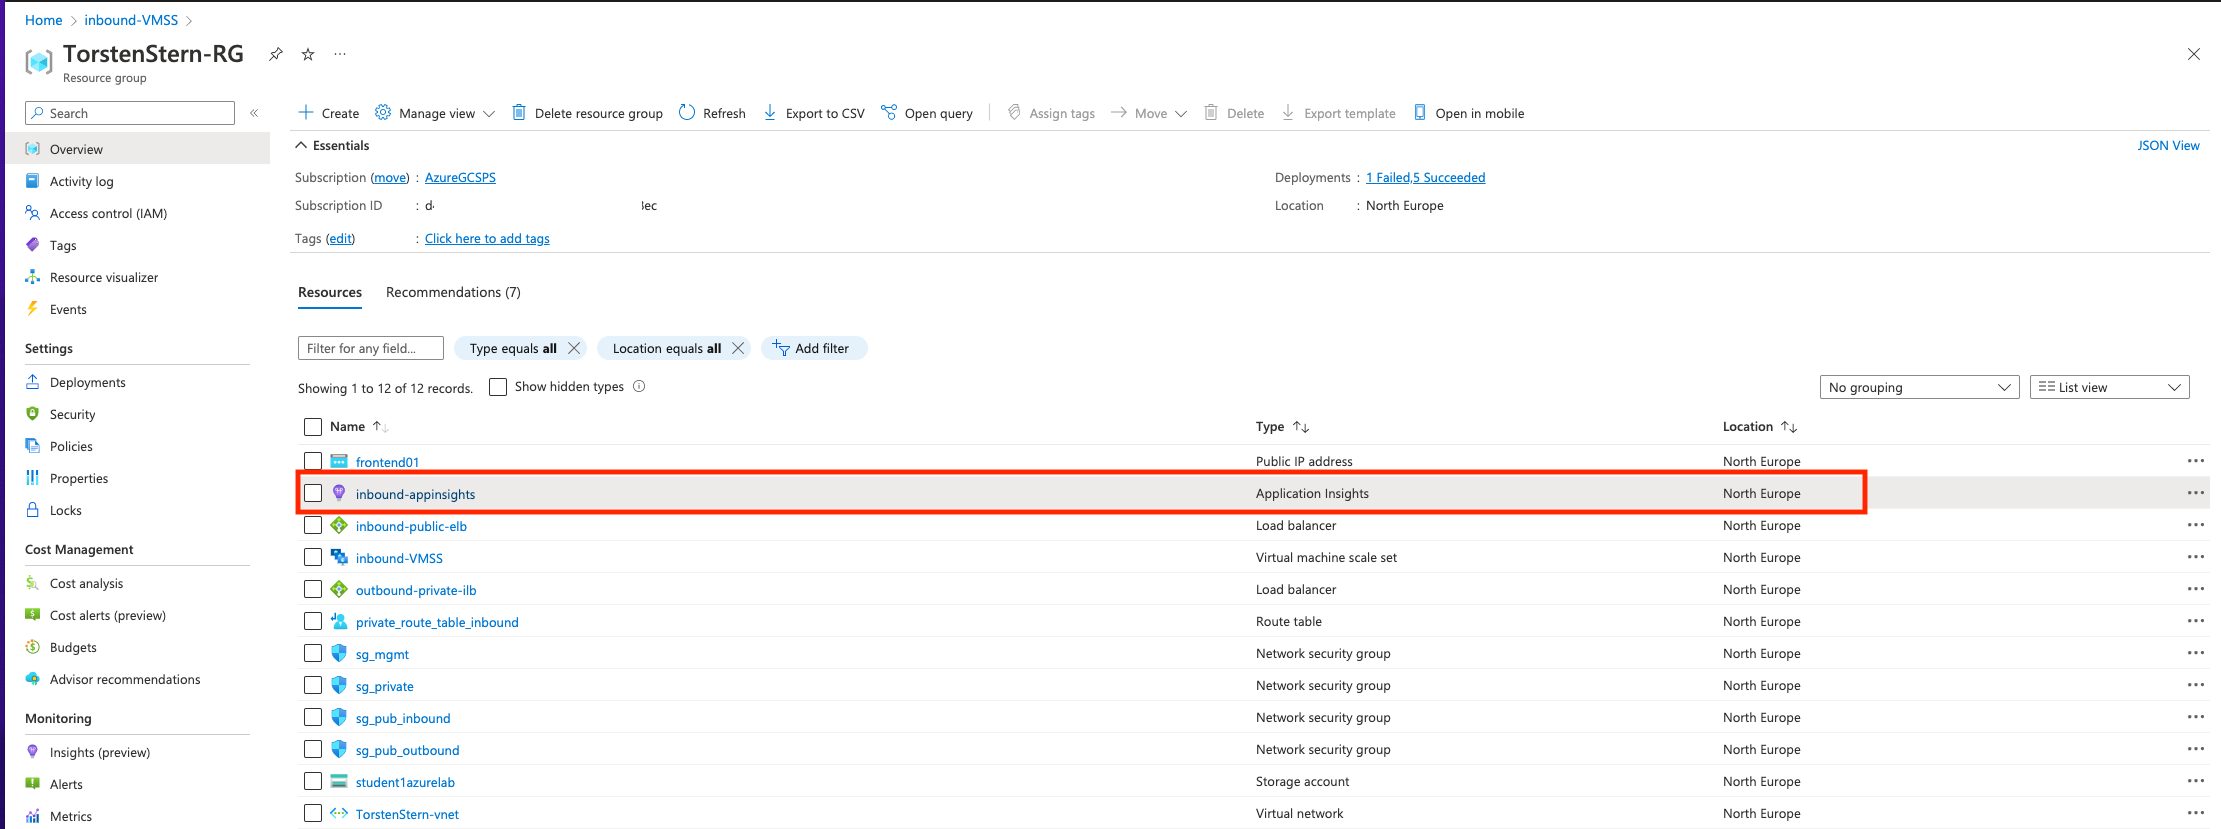 Home > inbound-VMSS >
TorstenStern-RG
Resource group
Search
Overview
Activity log
Access control (IAM)
Tags
Resource visualizer
Events
Settings
Deployments
Security
Policies
Properties
Locks
Cost Management
Cost analysis
Cost alerts (preview)
Budgets
Advisor recommendations
Monitoring
Insights (preview)
Alerts
Metrics
Create Manage view Delete resource group Refresh Export to CSV Open query Assign tags Move Delete Export template Open in mobile
Essentials JSON View
Subscription (move) : AzureGCSPS Deployments : 1 Failed,5 Succeeded
Subscription ID : Location : North Europe
Tags (edit) : Click here to add tags
Resources Recommendations (7)
Filter for any field... Type equals all Location equals all Add filter
Showing 1 to 12 of 12 records. Show hidden types No grouping List view
Name Type Location
frontend01 Public IP address North Europe
inbound-appinsights Application Insights North Europe
inbound-public-elb Load balancer North Europe
inbound-VMSS Virtual machine scale set North Europe
outbound-private-ilb Load balancer North Europe
private_route_table_inbound Route table North Europe
sg_mgmt Network security group North Europe
sg_private Network security group North Europe
sg_pub_inbound Network security group North Europe
sg_pub_outbound Network security group North Europe
student1azurelab Storage account North Europe
TorstenStern-vnet Virtual network North Europe